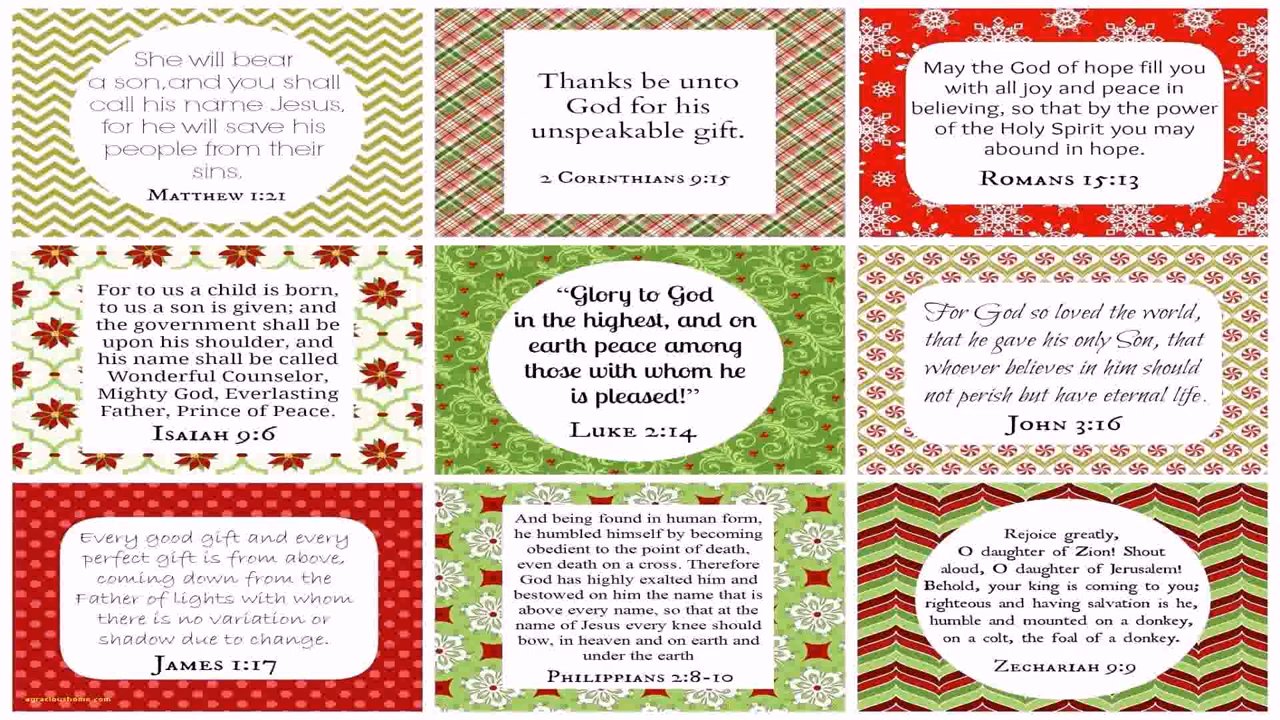 She will bear
a son, and you shall
call his name Jesus,
for he will save his
people from their
sins.
Matthew 1:21
Thanks be unto
God for his
unspeakable gift.
2 Corinthians 9:15
May the God of hope fill you
with all joy and peace in
believing, so that by the power
of the Holy Spirit you may
abound in hope.
Romans 15:13
For to us a child is born,
to us a son is given; and
the government shall be
upon his shoulder, and
his name shall be called
Wonderful Counselor,
Mighty God, Everlasting
Father, Prince of Peace.
Isaiah 9:6
“Glory to God
in the highest, and on
earth peace among
those with whom he
is pleased!”
Luke 2:14
For God so loved the world,
that he gave his only Son, that
whoever believes in him should
not perish but have eternal life.
John 3:16
Every good gift and every
perfect gift is from above,
coming down from the
Father of lights with whom
there is no variation or
shadow due to change.
James 1:17
agracioushome.com
And being found in human form,
he humbled himself by becoming
obedient to the point of death,
even death on a cross. Therefore
God has highly exalted him and
bestowed on him the name that is
above every name, so that at the
name of Jesus every knee should
bow, in heaven and on earth and
under the earth
Philippians 2:8-10
Rejoice greatly,
O daughter of Zion! Shout
aloud, O daughter of Jerusalem!
Behold, your king is coming to you;
righteous and having salvation is he,
humble and mounted on a donkey,
on a colt, the foal of a donkey.
Zechariah 9:9